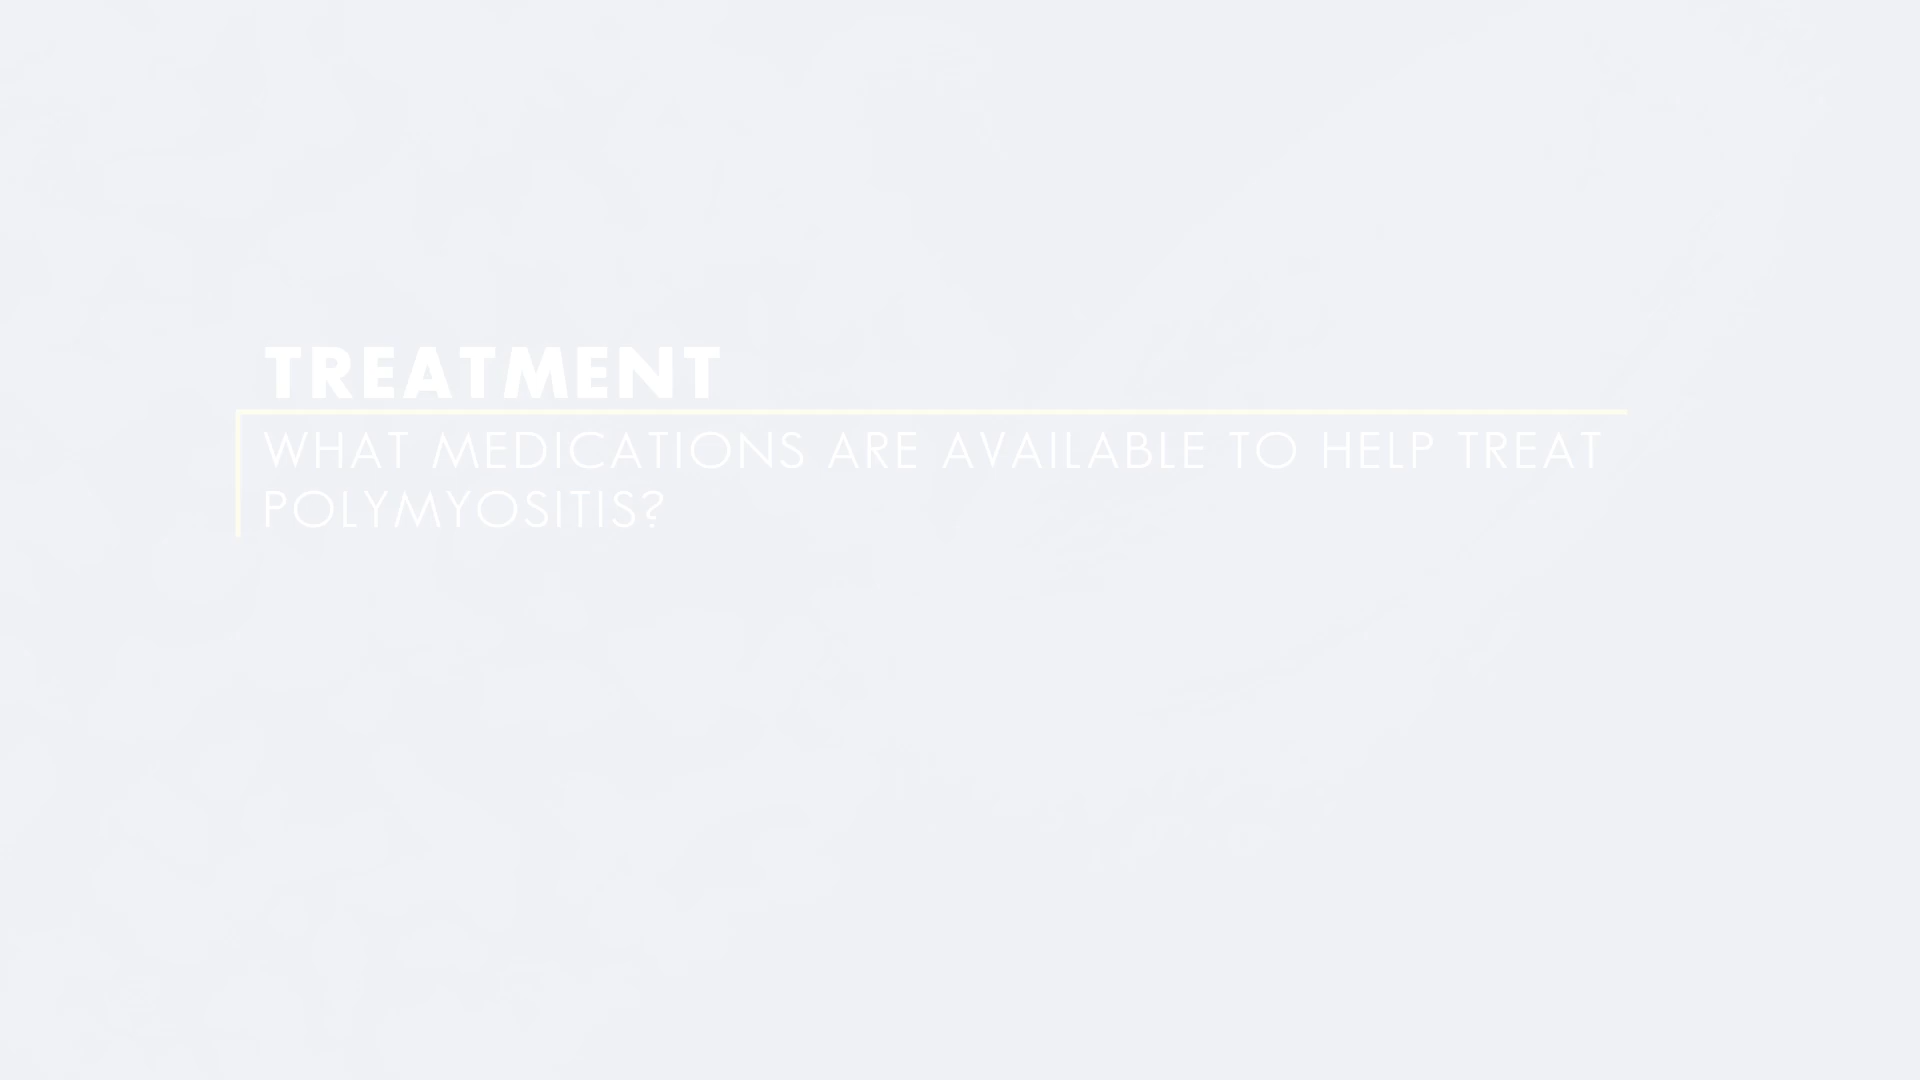 TREATMENT
WHAT MEDICATIONS ARE AVAILABLE TO HELP TREAT
POLYMYOSITIS?